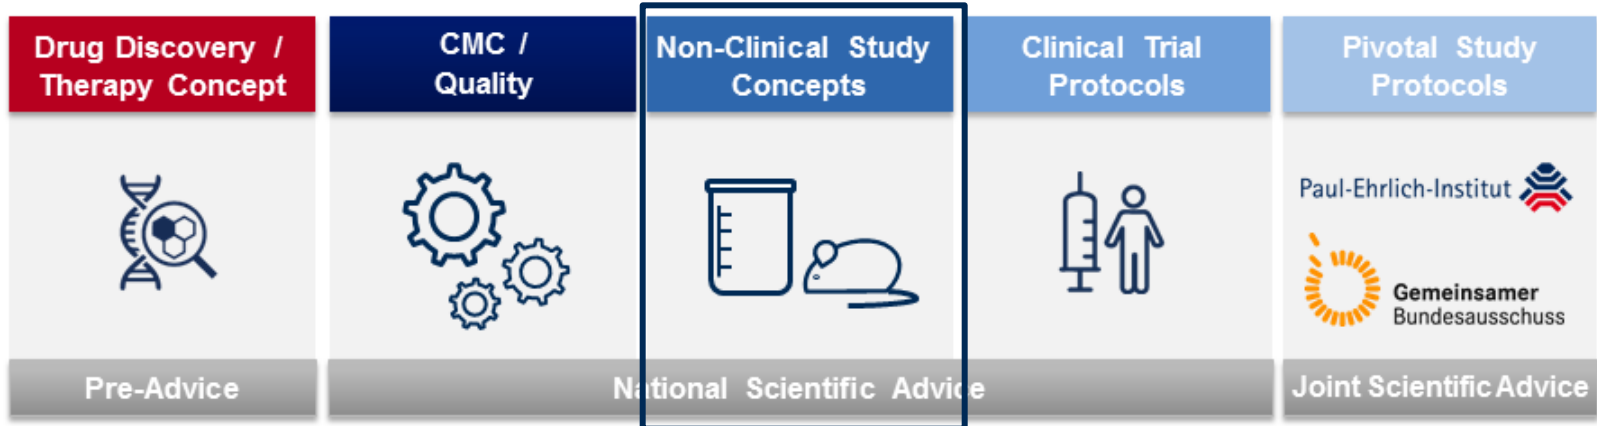 Drug Discovery /
Therapy Concept
CMC /
Quality
Non-Clinical Study
Concepts
Clinical Trial
Protocols
Pivotal Study
Protocols
Paul-Ehrlich-Institut
Gemeinsamer
Bundesausschuss
Pre-Advice
National Scientific Advice
Joint Scientific Advice